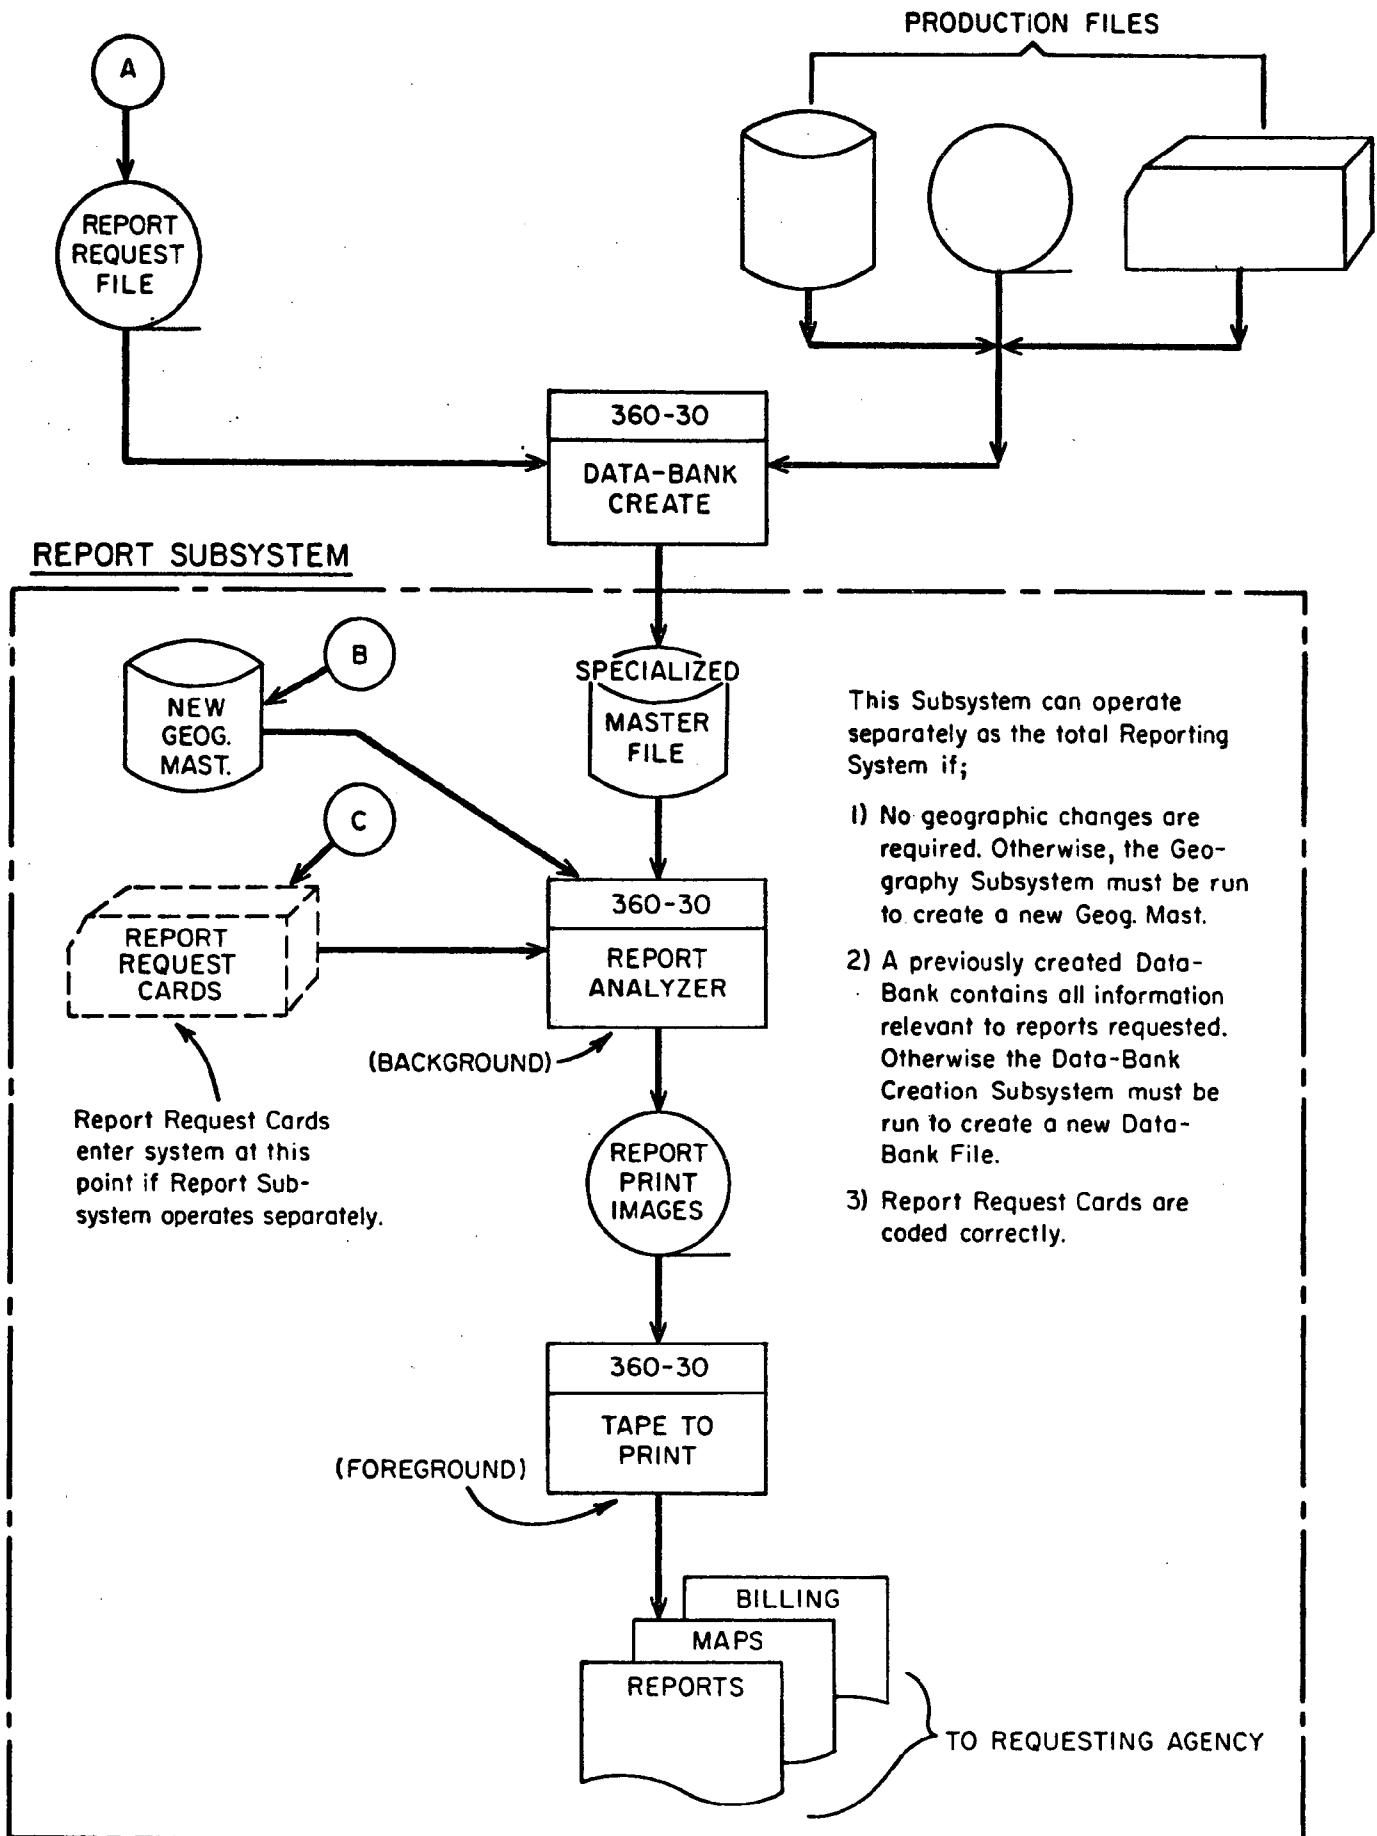 PRODUCTION FILES
A
REPORT
REQUEST
FILE
360-30
DATA-BANK
CREATE
REPORT SUBSYSTEM
B
NEW
GEOG.
MAST.
SPECIALIZED
MASTER
FILE
C
REPORT
REQUEST
CARDS
360-30
REPORT
ANALYZER
(BACKGROUND)
Report Request Cards
enter system at this
point if Report Sub-
system operates separately.
This Subsystem can operate
separately as the total Reporting
System if;
1) No geographic changes are
required. Otherwise, the Geo-
graphy Subsystem must be run
to create a new Geog. Mast.
2) A previously created Data-
Bank contains all information
relevant to reports requested.
Otherwise the Data-Bank
Creation Subsystem must be
run to create a new Data-
Bank File.
3) Report Request Cards are
coded correctly.
REPORT
PRINT
IMAGES
360-30
TAPE TO
PRINT
(FOREGROUND)
BILLING
MAPS
REPORTS
TO REQUESTING AGENCY